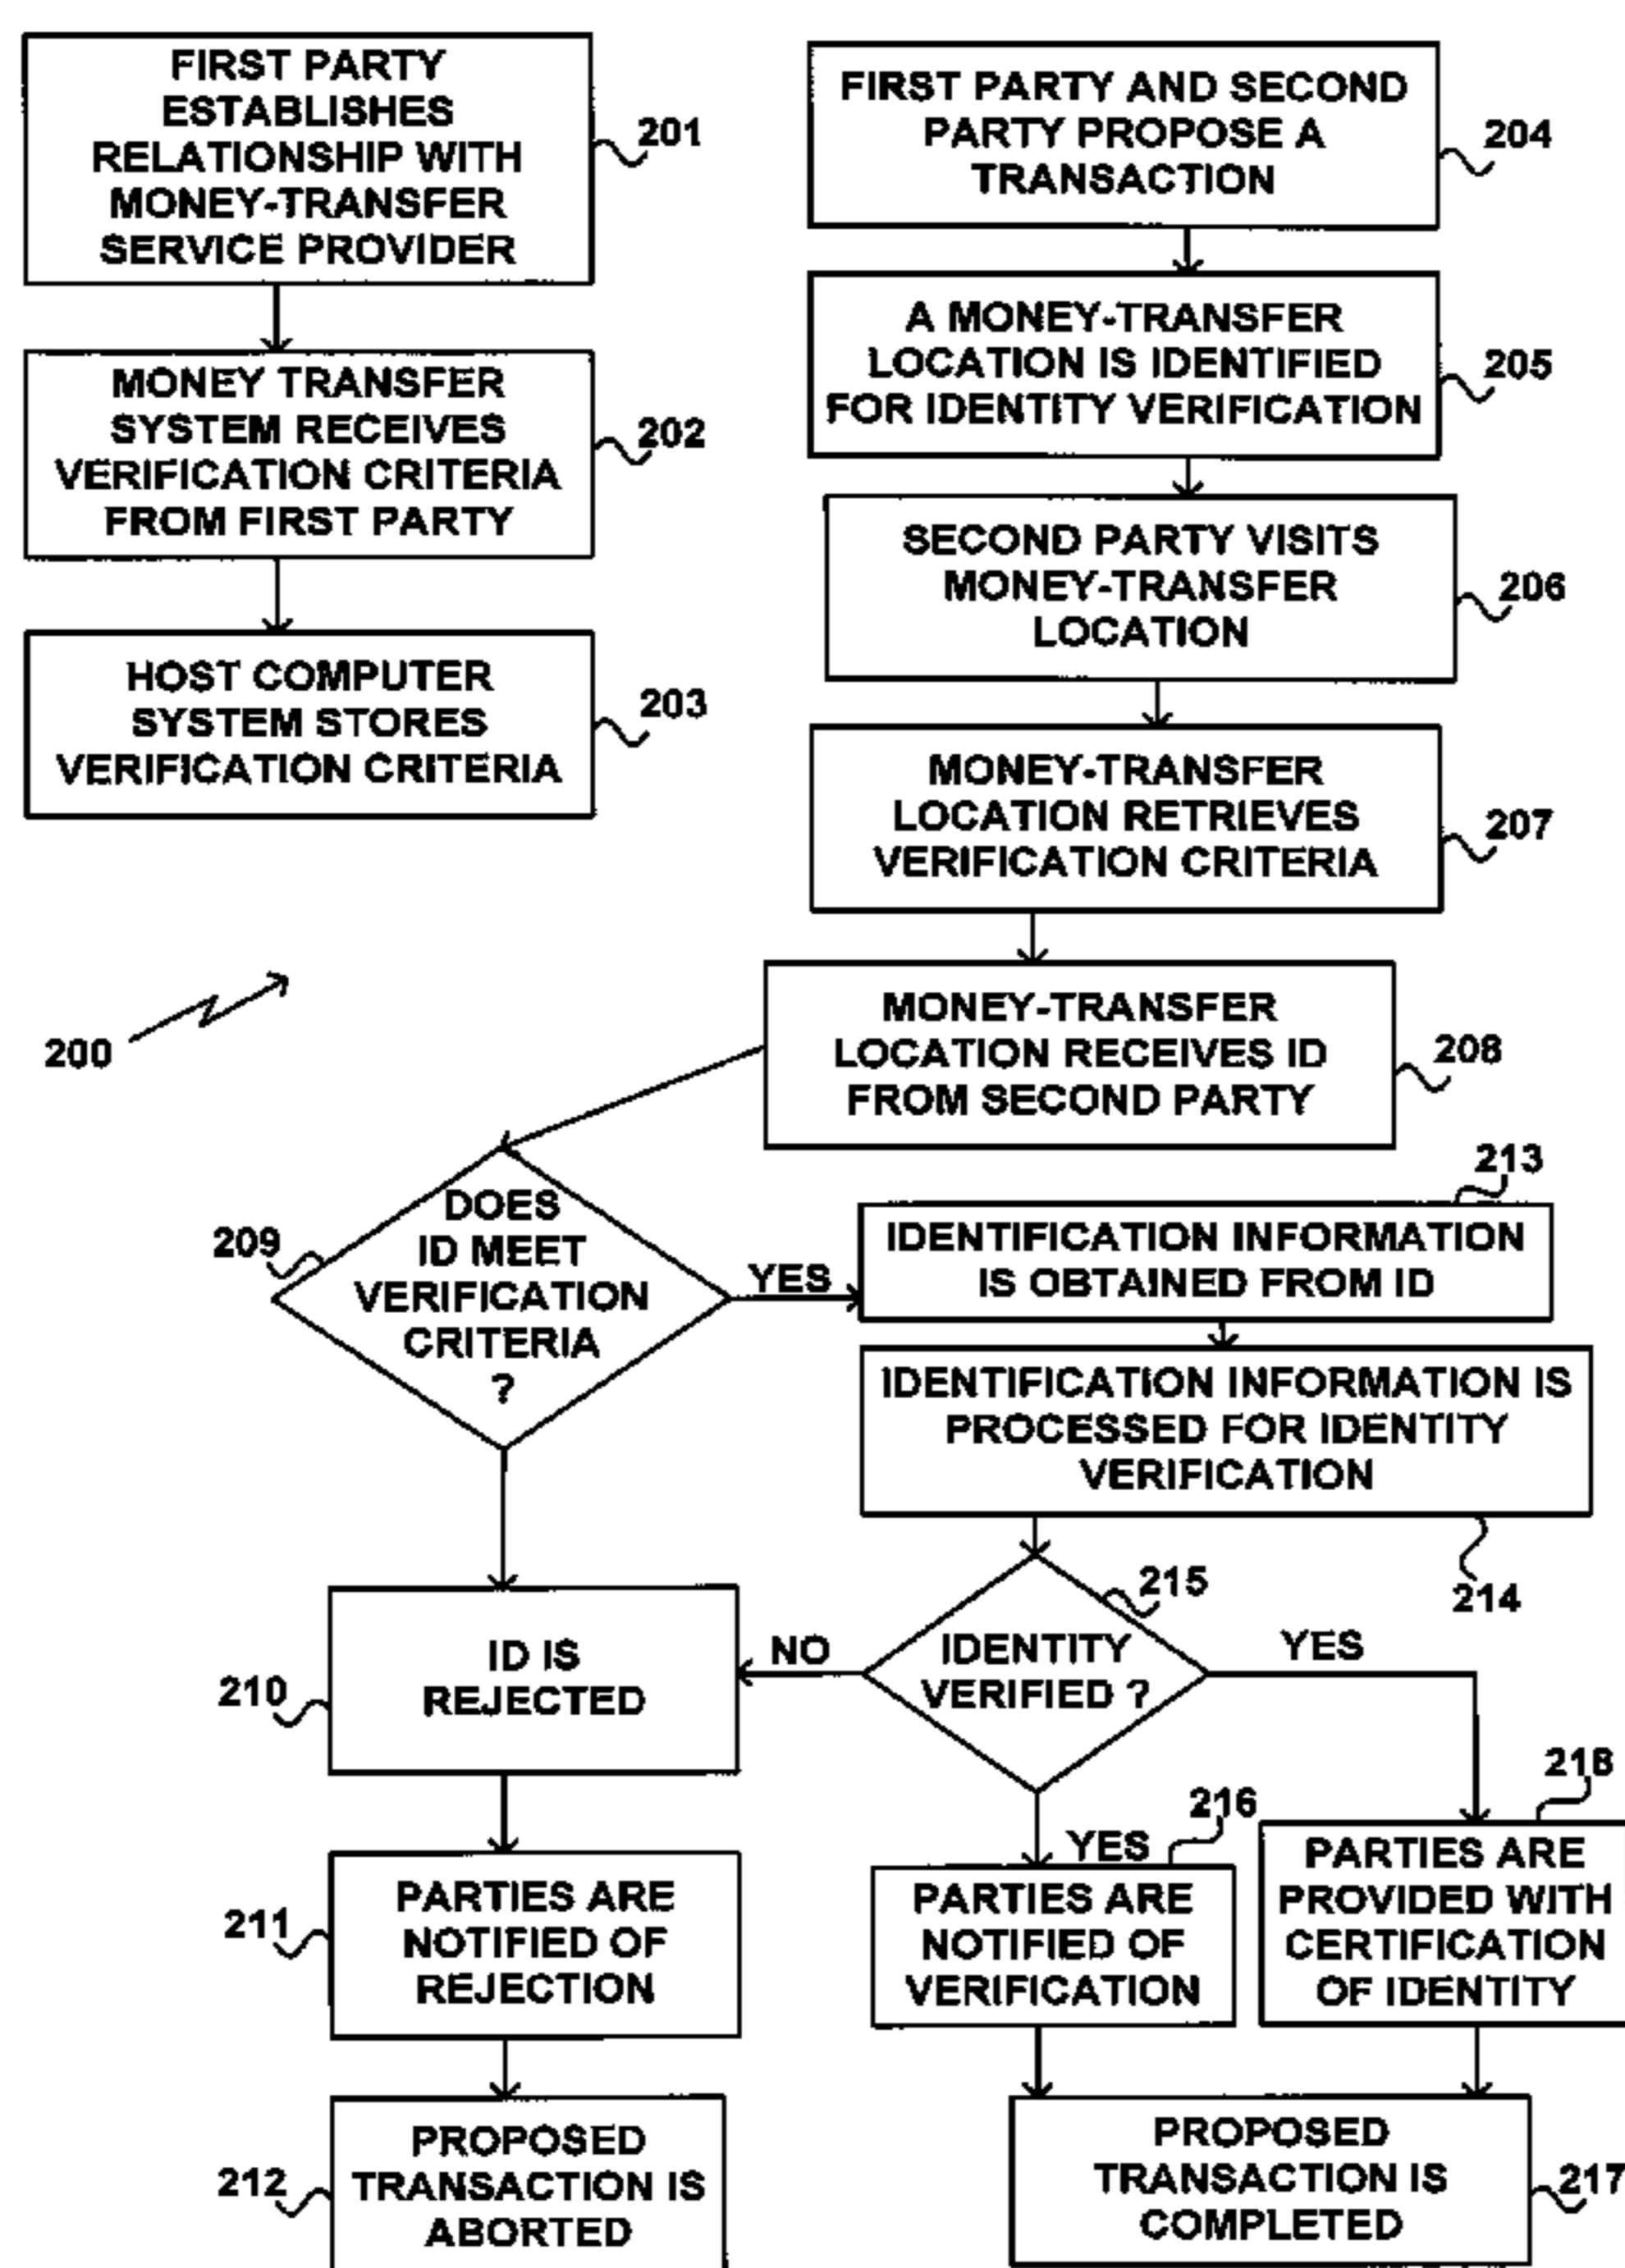 FIRST PARTY
ESTABLISHES
RELATIONSHIP WITH
MONEY-TRANSFER
SERVICE PROVIDER
201
MONEY TRANSFER
SYSTEM RECEIVES
VERIFICATION CRITERIA
FROM FIRST PARTY
202
HOST COMPUTER
SYSTEM STORES
VERIFICATION CRITERIA
203
FIRST PARTY AND SECOND
PARTY PROPOSE A
TRANSACTION
204
A MONEY-TRANSFER
LOCATION IS IDENTIFIED
FOR IDENTITY VERIFICATION
205
SECOND PARTY VISITS
MONEY-TRANSFER
LOCATION
206
MONEY-TRANSFER
LOCATION RETRIEVES
VERIFICATION CRITERIA
207
200
MONEY-TRANSFER
LOCATION RECEIVES ID
FROM SECOND PARTY
208
209
DOES
ID MEET
VERIFICATION
CRITERIA
?
YES
213
IDENTIFICATION INFORMATION
IS OBTAINED FROM ID
IDENTIFICATION INFORMATION IS
PROCESSED FOR IDENTITY
VERIFICATION
214
215
IDENTITY
VERIFIED ?
NO
YES
210
ID IS
REJECTED
211
PARTIES ARE
NOTIFIED OF
REJECTION
212
PROPOSED
TRANSACTION IS
ABORTED
YES
216
PARTIES ARE
NOTIFIED OF
VERIFICATION
218
PARTIES ARE
PROVIDED WITH
CERTIFICATION
OF IDENTITY
PROPOSED
TRANSACTION IS
COMPLETED
217